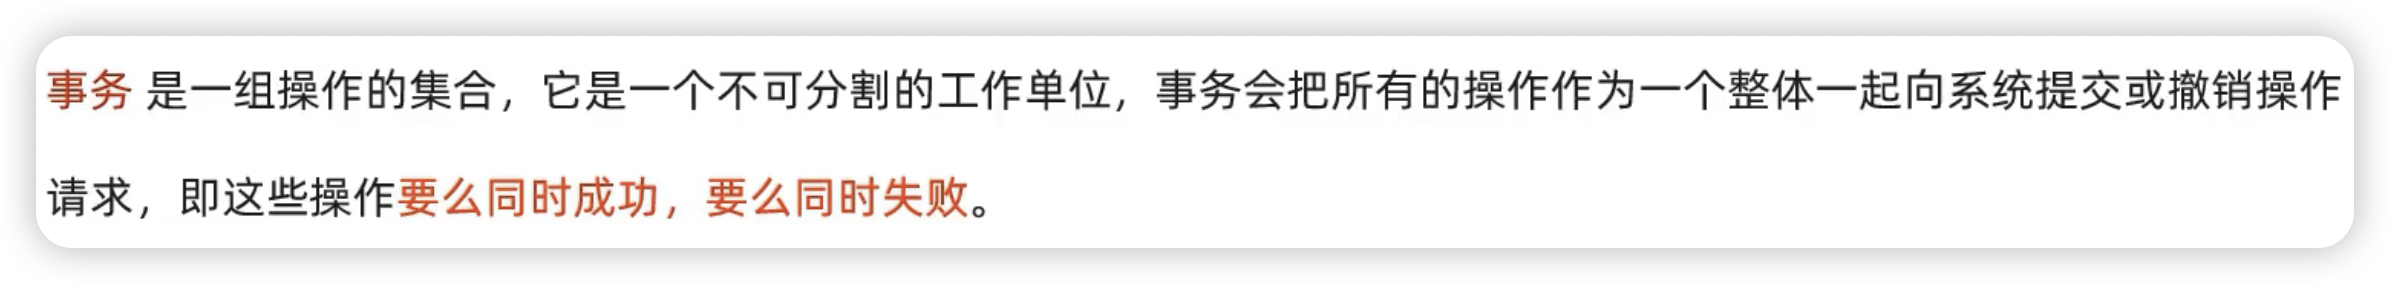 事务 是一组操作的集合，它是一个不可分割的工作单位，事务会把所有的操作作为一个整体一起向系统提交或撤销操作
请求，即这些操作要么同时成功，要么同时失败。